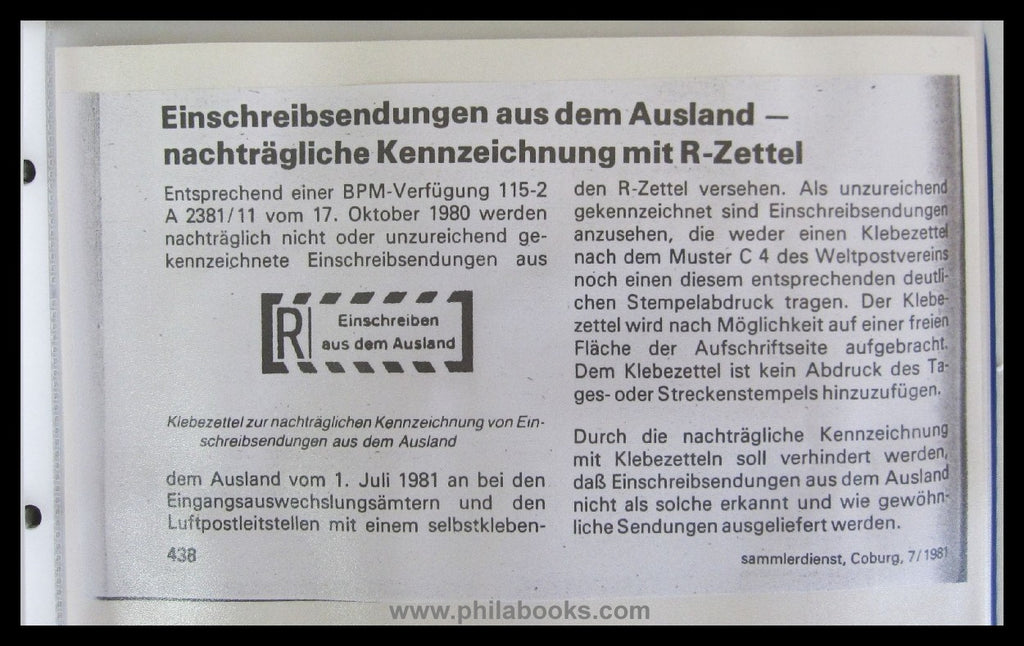 Einschreibsendungen aus dem Ausland —
nachträgliche Kennzeichnung mit R-Zettel
Entsprechend einer BPM-Verfügung 115-2
A 2381/11 vom 17. Oktober 1980 werden
nachträglich nicht oder unzureichend ge-
kennzeichnete Einschreibsendungen aus
R
Einschreiben
aus dem Ausland
Klebezettel zur nachträglichen Kennzeichnung von Ein-
schreibsendungen aus dem Ausland
dem Ausland vom 1. Juli 1981 an bei den
Eingangsauswechslungsämtern und den
Luftpostleitstellen mit einem selbstkleben-
438
den R-Zettel versehen. Als unzureichend
gekennzeichnet sind Einschreibsendungen
anzusehen, die weder einen Klebezettel
nach dem Muster C 4 des Weltpostvereins
noch einen diesem entsprechenden deutli-
chen Stempelabdruck tragen. Der Klebe-
zettel wird nach Möglichkeit auf einer freien
Fläche der Aufschriftseite aufgebracht.
Dem Klebezettel ist kein Abdruck des Ta-
ges- oder Streckenstempels hinzuzufügen.
Durch die nachträgliche Kennzeichnung
mit Klebezetteln soll verhindert werden,
daß Einschreibsendungen aus dem Ausland
nicht als solche erkannt und wie gewöhn-
liche Sendungen ausgeliefert werden.
sammlerdienst, Coburg, 7/1981
www.philabooks.com